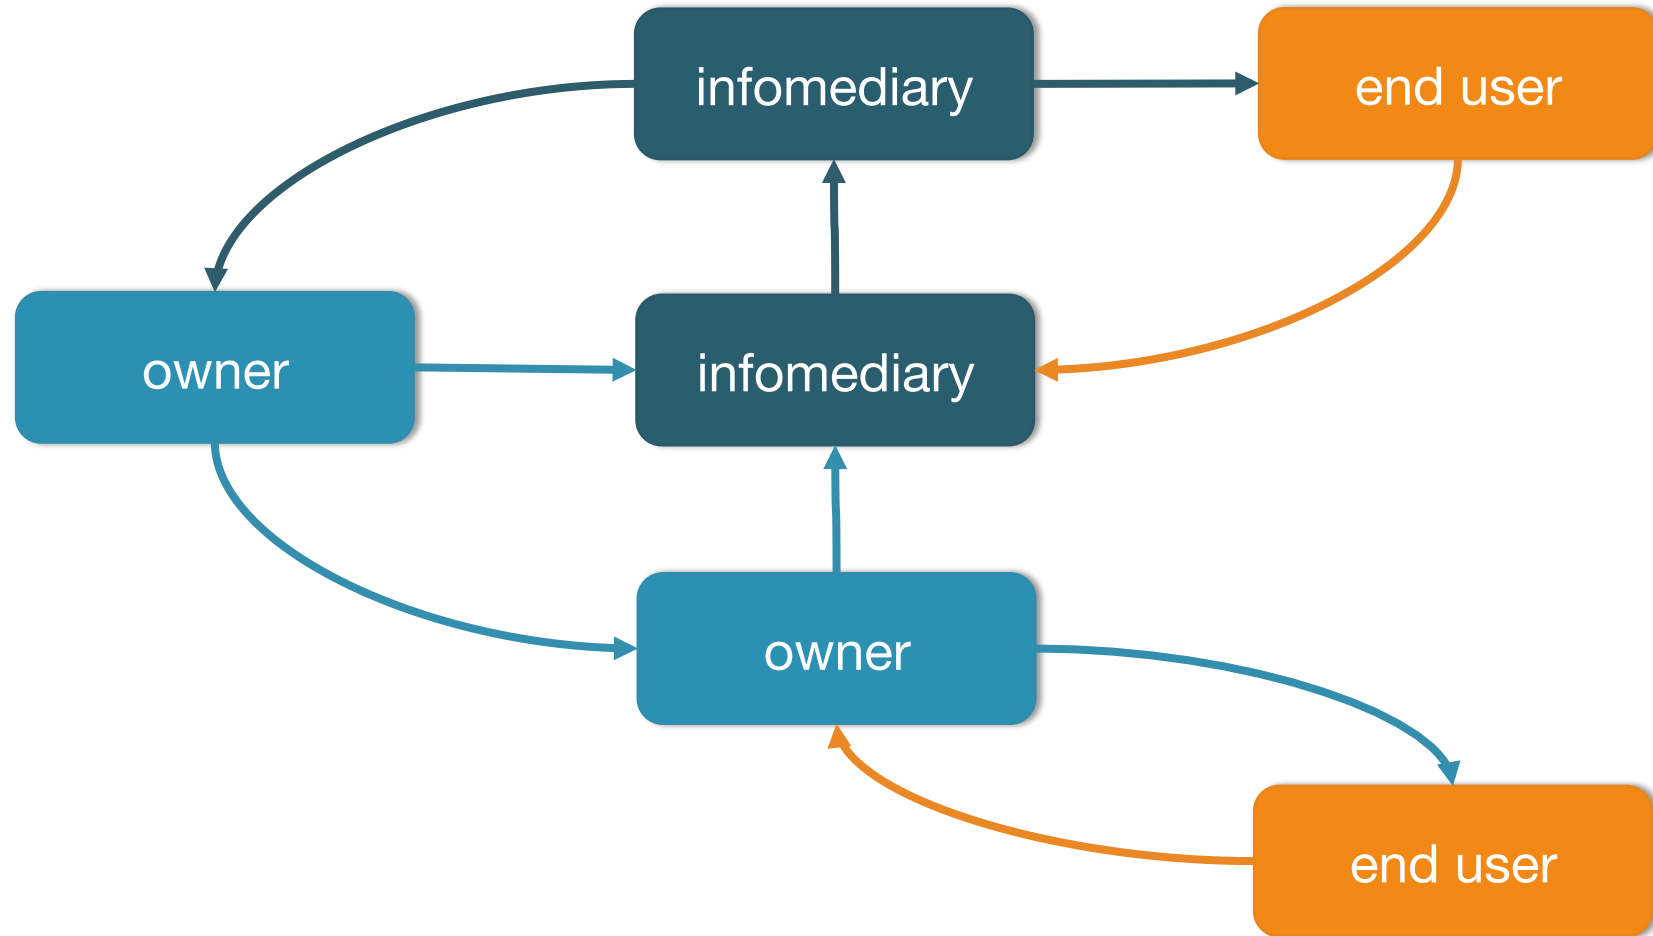 infomediary
end user
owner
infomediary
owner
end user